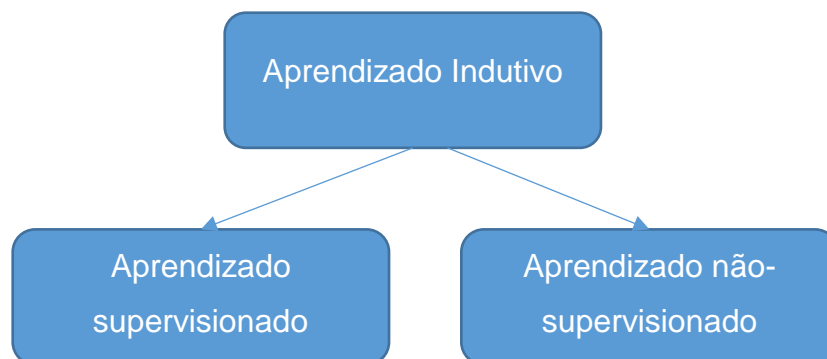 Aprendizado Indutivo
Aprendizado
supervisionado
Aprendizado não-
supervisionado